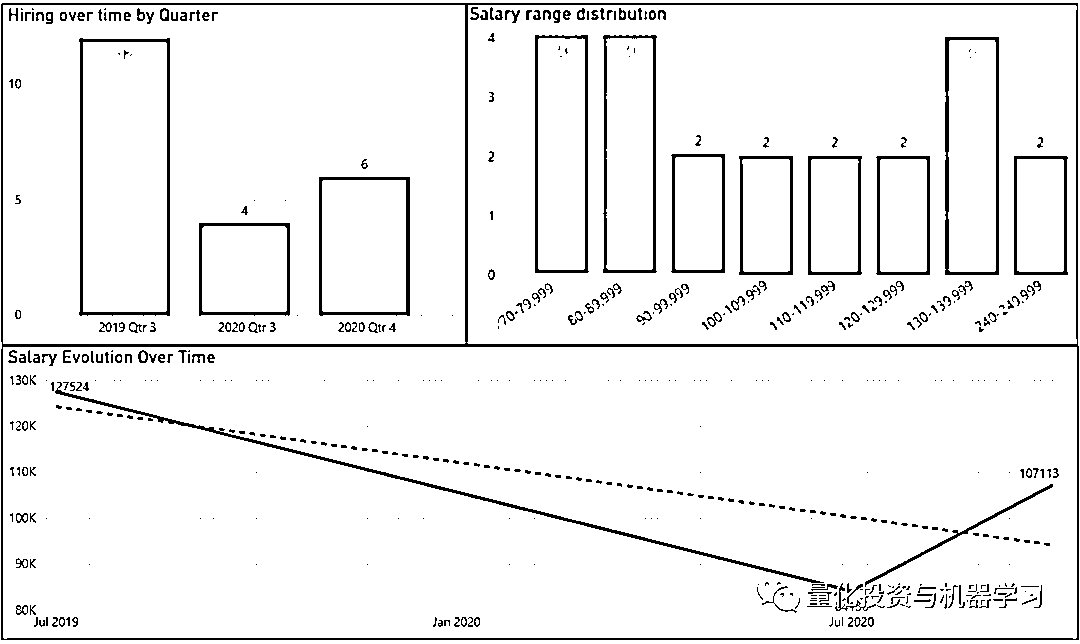 Hiring over time by Quarter
10
5
0
4
6
2019 Qtr 3
2020 Qtr 3
2020 Qtr 4
Salary range distribution
4
3
2
1
0
2
2
2
2
2
70-79,999
80-89,999
90-99,999
100-109,999
110-119,999
120-129,999
130-139,999
240-249,999
Salary Evolution Over Time
130K
120K
110K
100K
90K
80K
127524
107113
Jul 2019
Jan 2020
Jul 2020
量化投资与机器学习